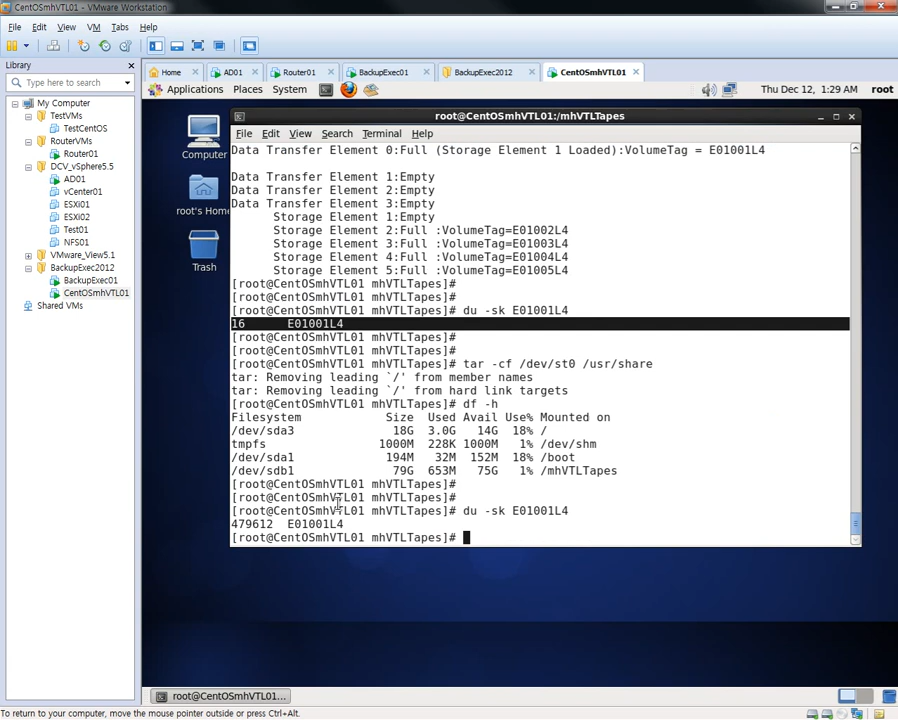 CentOSmhVTL01 - VMware Workstation
File Edit View VM Tabs Help
Library
Type here to search
My Computer
TestVMs
TestCentOS
RouterVMs
Router01
DCV_vSphere5.5
AD01
vCenter01
ESXi01
ESXi02
Test01
NFS01
VMware_View5.1
BackupExec2012
BackupExec01
CentOSmhVTL01
Shared VMs
Home AD01 Router01 BackupExec01 BackupExec2012 CentOSmhVTL01
Applications Places System Thu Dec 12, 1:29 AM root
Computer
root's Home
Trash
root@CentOSmhVTL01:/mhVTLTapes
File Edit View Search Terminal Help
Data Transfer Element 0:Full (Storage Element 1 Loaded):VolumeTag = E01001L4
Data Transfer Element 1:Empty
Data Transfer Element 2:Empty
Data Transfer Element 3:Empty
Storage Element 1:Empty
Storage Element 2:Full :VolumeTag=E01002L4
Storage Element 3:Full :VolumeTag=E01003L4
Storage Element 4:Full :VolumeTag=E01004L4
Storage Element 5:Full :VolumeTag=E01005L4
[root@CentOSmhVTL01 mhVTLTapes]#
[root@CentOSmhVTL01 mhVTLTapes]#
[root@CentOSmhVTL01 mhVTLTapes]# du -sk E01001L4
16 E01001L4
[root@CentOSmhVTL01 mhVTLTapes]#
[root@CentOSmhVTL01 mhVTLTapes]#
[root@CentOSmhVTL01 mhVTLTapes]# tar -cf /dev/st0 /usr/share
tar: Removing leading `/' from member names
tar: Removing leading `/' from hard link targets
[root@CentOSmhVTL01 mhVTLTapes]# df -h
Filesystem Size Used Avail Use% Mounted on
/dev/sda3 18G 3.0G 14G 18% /
tmpfs 1000M 228K 1000M 1% /dev/shm
/dev/sda1 194M 32M 152M 18% /boot
/dev/sdb1 79G 653M 75G 1% /mhVTLTapes
[root@CentOSmhVTL01 mhVTLTapes]#
[root@CentOSmhVTL01 mhVTLTapes]#
[root@CentOSmhVTL01 mhVTLTapes]# du -sk E01001L4
479612 E01001L4
[root@CentOSmhVTL01 mhVTLTapes]#
root@CentOSmhVTL01:...
To return to your computer, move the mouse pointer outside or press Ctrl+Alt.